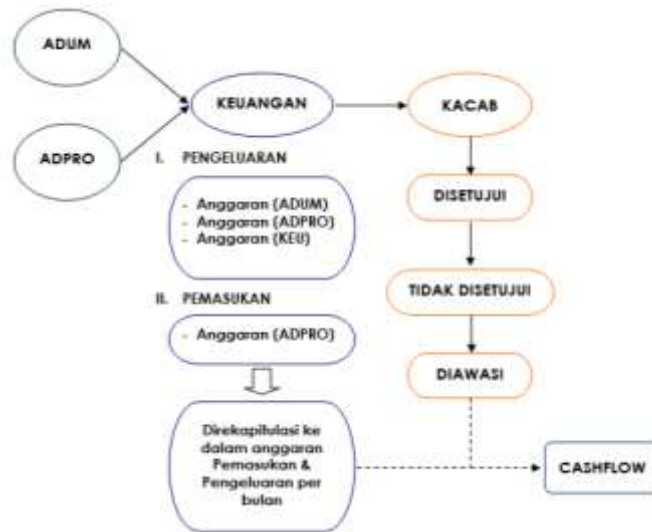 ADUM
KEUANGAN
KACAB
ADPRO
I. PENGELUARAN
- Anggaran (ADUM)
- Anggaran (ADPRO)
- Anggaran (KEU)
DISETUJUI
II. PEMASUKAN
TIDAK DISETUJUI
- Anggaran (ADPRO)
DIAWASI
Direkapitulasi ke
dalam anggaran
Pemasukan &
Pengeluaran per
bulan
CASHFLOW